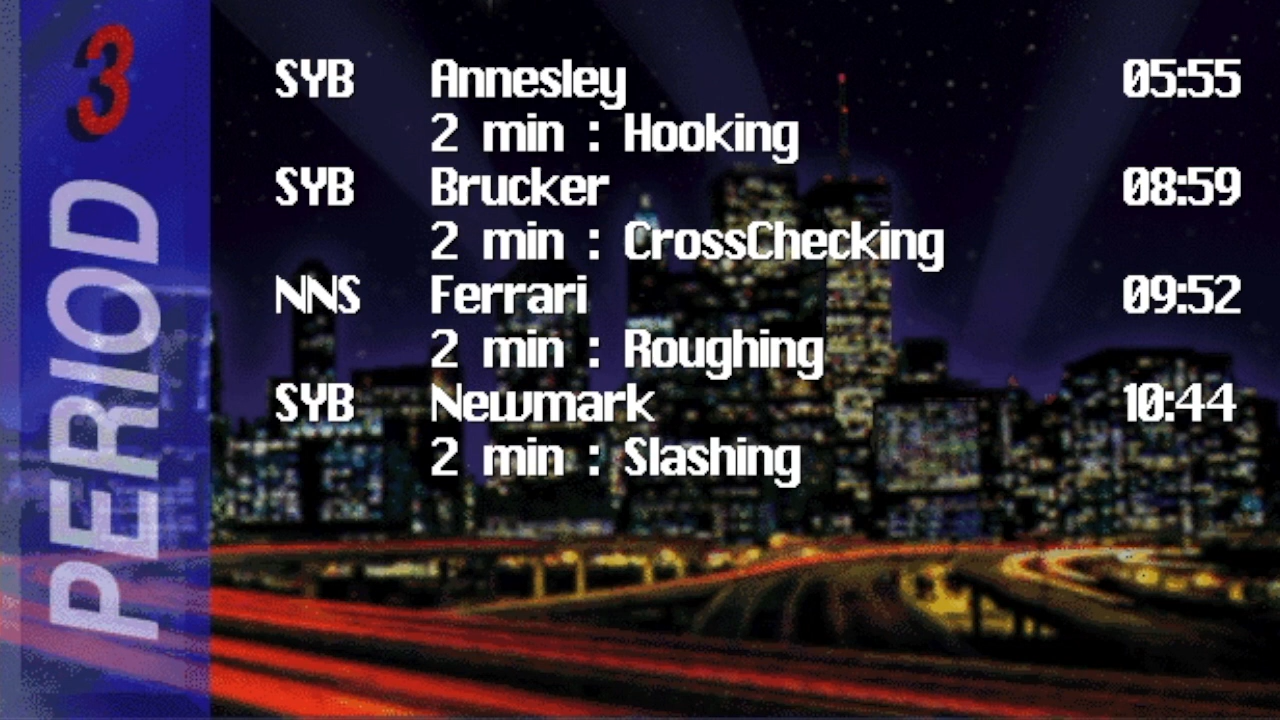 3
PERIOD
SYB Annesley 05:55
2 min : Hooking
SYB Brucker 08:59
2 min : CrossChecking
NNS Ferrari 09:52
2 min : Roughing
SYB Newmark 10:44
2 min : Slashing